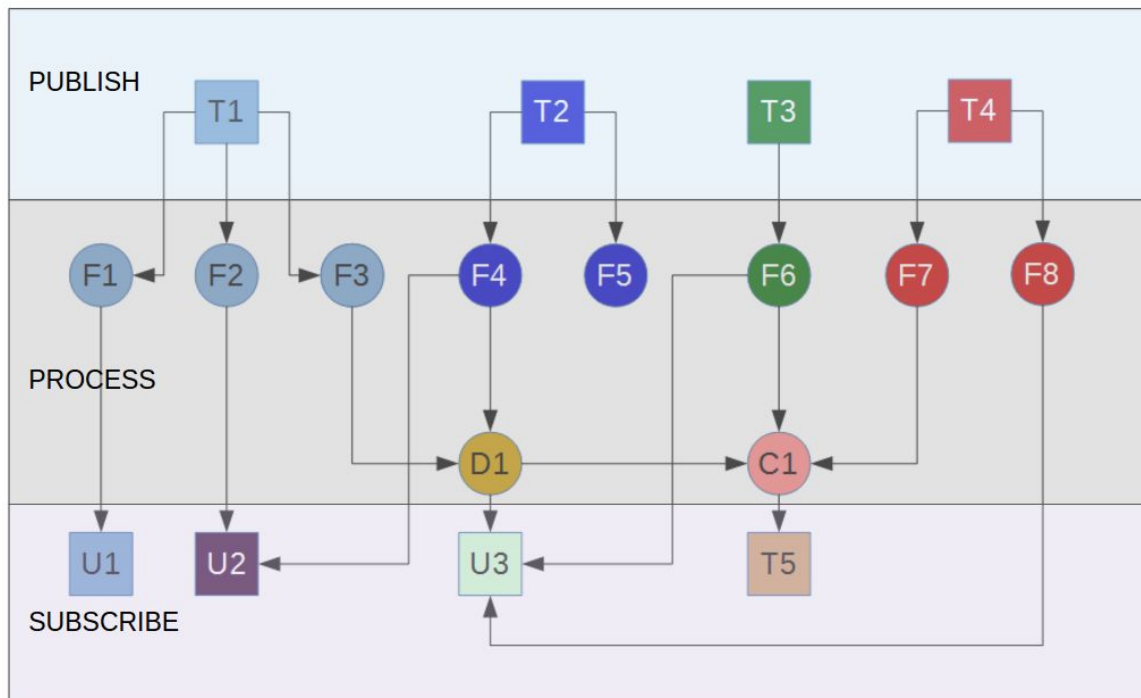 PUBLISH
T1
T2
T3
T4
F1
F2
F3
F4
F5
F6
F7
F8
PROCESS
D1
C1
U1
U2
U3
T5
SUBSCRIBE